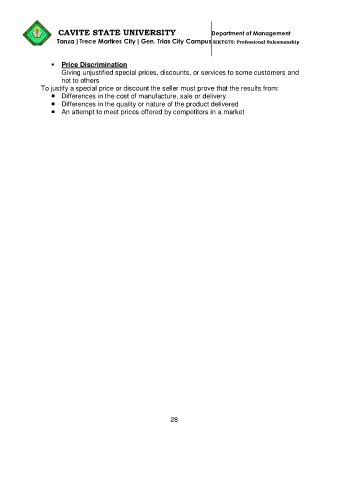 CAVITE STATE UNIVERSITY
Department of Management
Tanza | Trece Martires City | Gen. Trias City Campus
MKTG75: Professional Salesmanship
▪ Price Discrimination
Giving unjustified special prices, discounts, or services to some customers and
not to others
To justify a special price or discount the seller must prove that the results from:
■ Differences in the cost of manufacture, sale or delivery
■ Differences in the quality or nature of the product delivered
■ An attempt to meet prices offered by competitors in a market
28